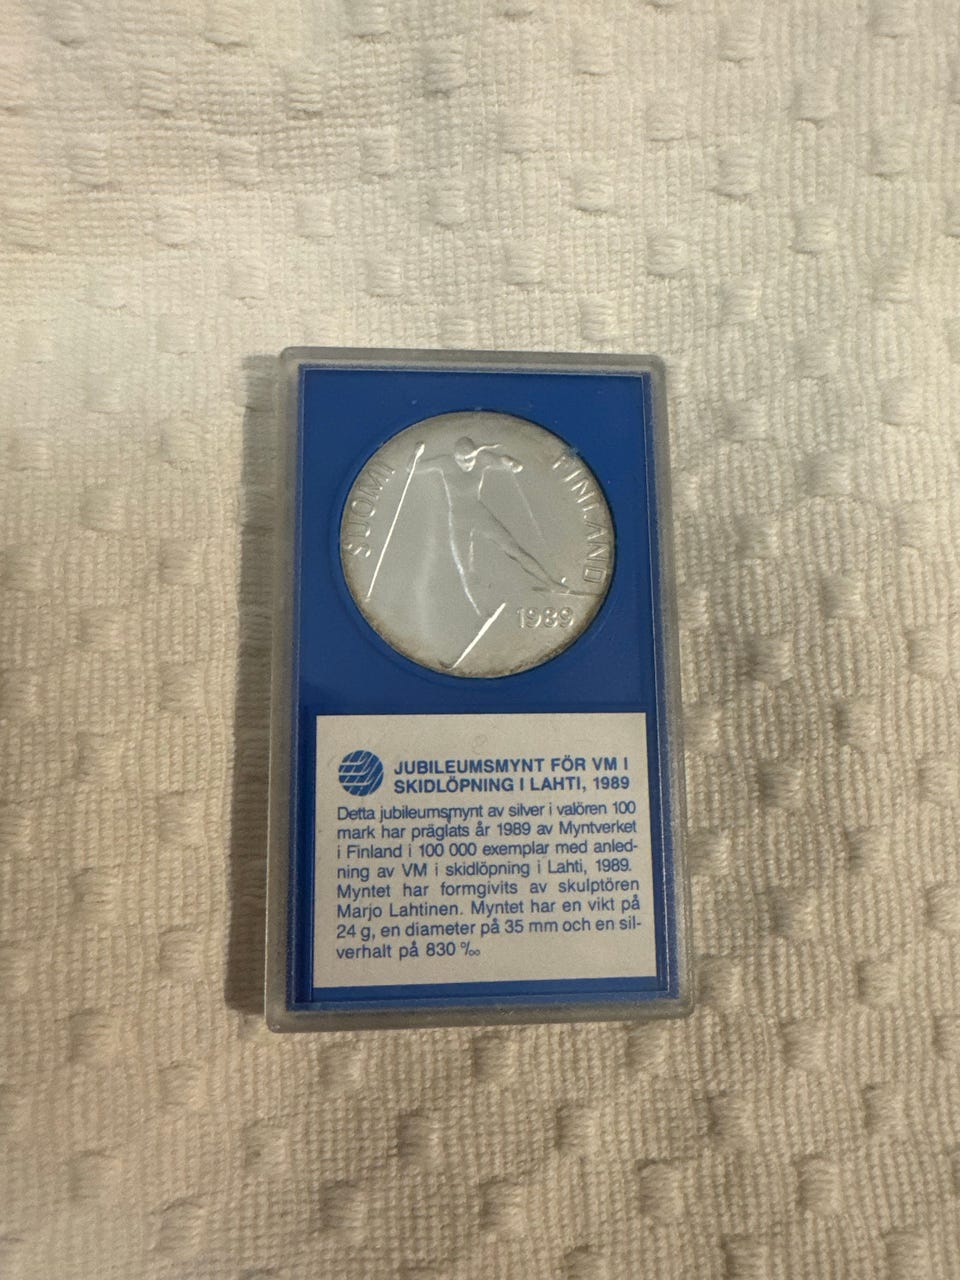 SUOMI
FINLAND
1989
JUBILEUMSMYNT FÖR VM I
SKIDLÖPNING I LAHTI, 1989
Detta jubileumsmynt av silver i valören 100
mark har präglats år 1989 av Myntverket
i Finland i 100 000 exemplar med anled-
ning av VM i skidlöpning i Lahti, 1989.
Myntet har formgivits av skulptören
Marjo Lahtinen. Myntet har en vikt på
24 g, en diameter på 35 mm och en sil-
verhalt på 830 ‰